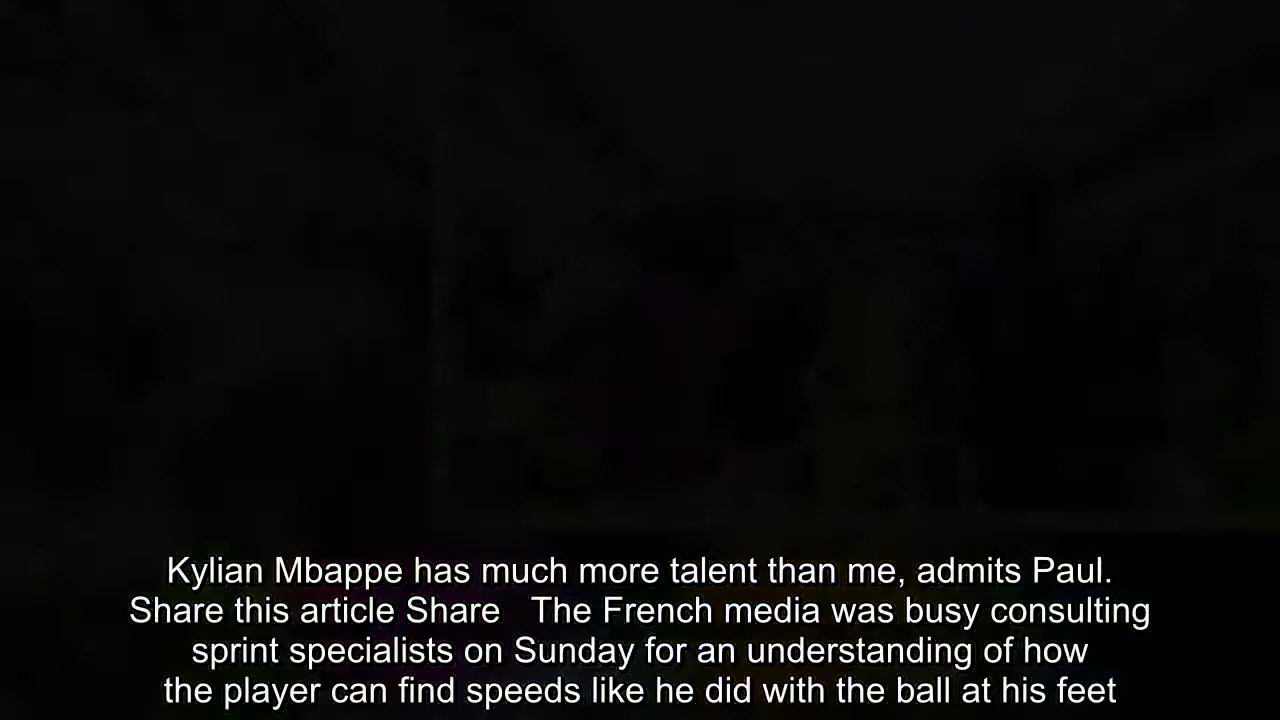 Kylian Mbappe has much more talent than me, admits Paul.
Share this article Share   The French media was busy consulting
sprint specialists on Sunday for an understanding of how
the player can find speeds like he did with the ball at his feet